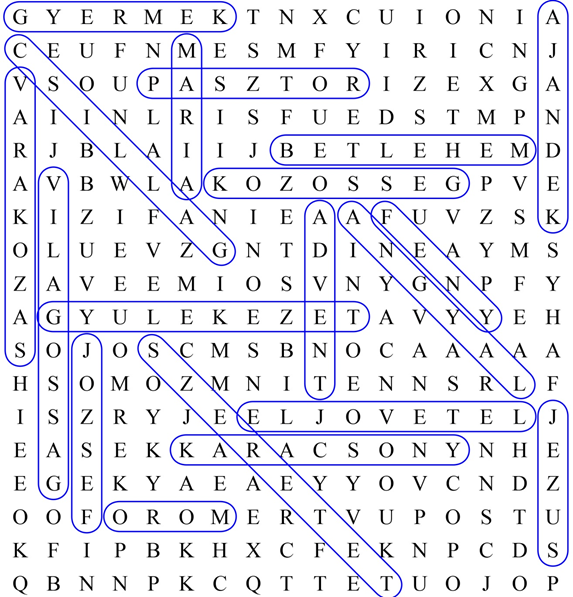 G Y E R M E K T N X C U I O N I A
C E U F N M E S M F Y I R I C N J
V S O U P A S Z T O R I Z E X G A
A I I N L R I S F U E D S T M P N
R J B L A I I J B E T L E H E M D
A V B W L A K O Z O S S E G P V E
K I Z I F A N I E A A F U V Z S K
O L U E V Z G N T D I N E A Y M S
Z A V E E M I O S V N Y G N P F Y
A G Y U L E K E Z E T A V Y Y E H
S O J O S C M S B N O C A A A A A
H S O M O Z M N I T E N N S R L F
I S Z R Y J E E L J O V E T E L J
E A S E K K A R A C S O N Y N H E
E G E K Y A E A E Y Y O V C N D Z
O O F O R O M E R T V U P O S T U
K F I P B K H X C F E K N P C D S
Q B N N P K C Q T T E T U O J O P